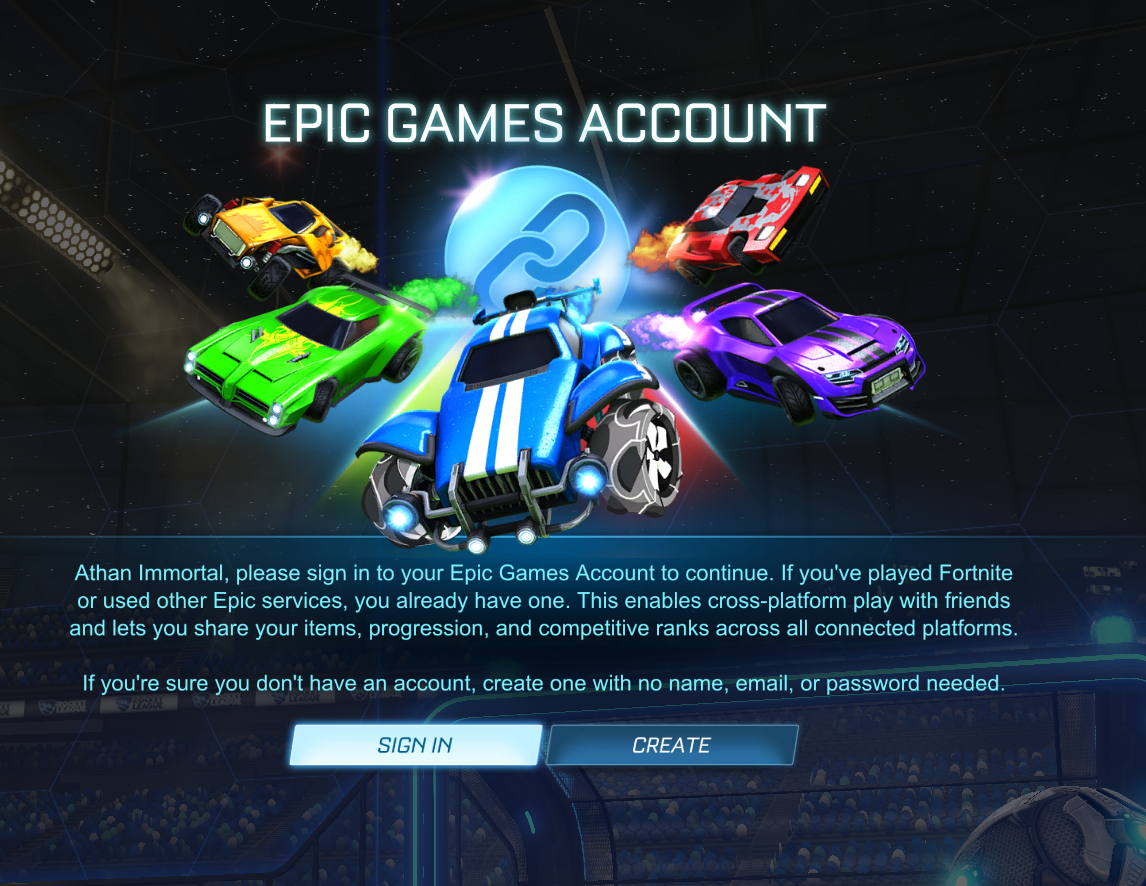 EPIC GAMES ACCOUNT
Athan Immortal, please sign in to your Epic Games Account to continue. If you've played Fortnite
or used other Epic services, you already have one. This enables cross-platform play with friends
and lets you share your items, progression, and competitive ranks across all connected platforms.
If you're sure you don't have an account, create one with no name, email, or password needed.
SIGN IN
CREATE